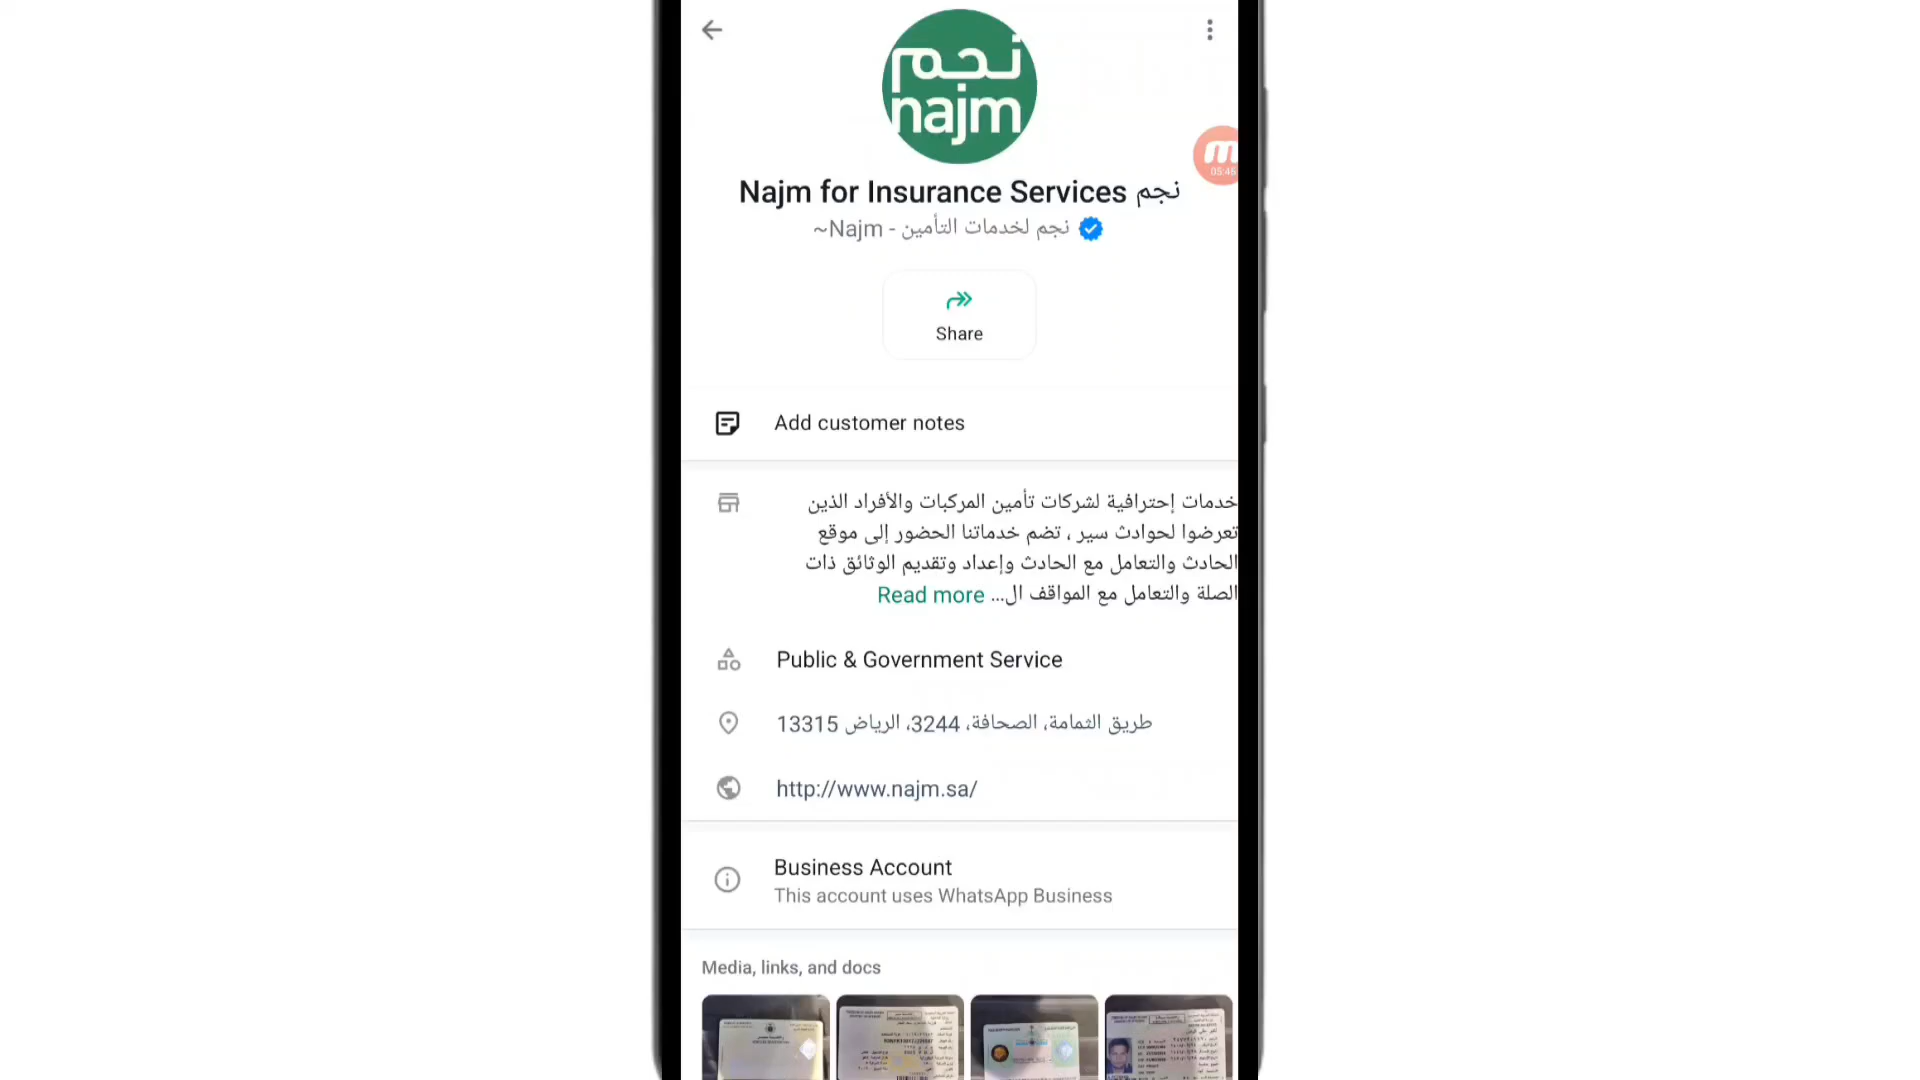 نجم
najm
05:45
Najm for Insurance Services نجم
~Najm - نجم لخدمات التأمين
Share
Add customer notes
خدمات إحترافية لشركات تأمين المركبات والأفراد الذين
تعرضوا لحوادث سير ، تضم خدماتنا الحضور إلى موقع
الحادث والتعامل مع الحادث وإعداد وتقديم الوثائق ذات
الصلة والتعامل مع المواقف ال... Read more
Public & Government Service
طريق الثمامة، الصحافة، 3244، الرياض 13315
http://www.najm.sa/
Business Account
This account uses WhatsApp Business
Media, links, and docs